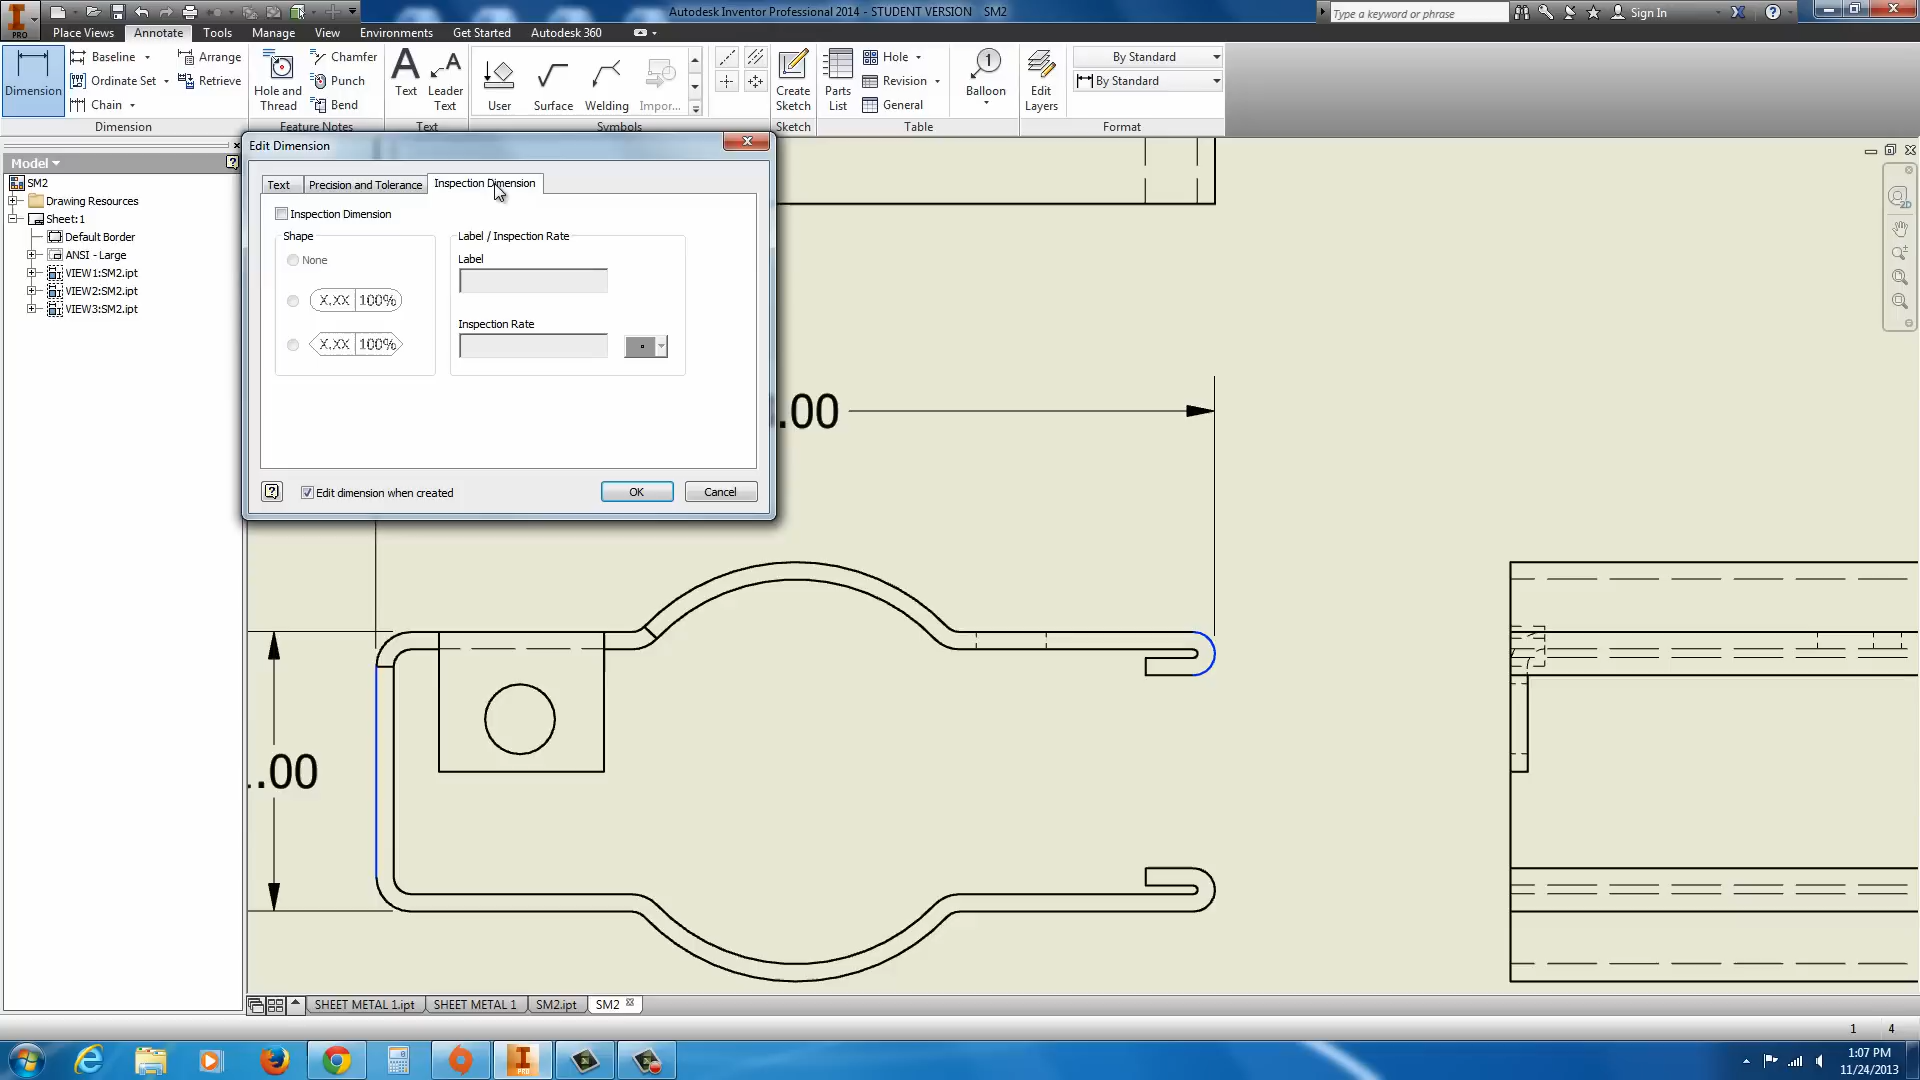 Autodesk Inventor Professional 2014 - STUDENT VERSION SM2
Type a keyword or phrase
Sign In
PRO
Place Views Annotate Tools Manage View Environments Get Started Autodesk 360
Dimension
Baseline
Ordinate Set
Chain
Arrange
Retrieve
Dimension
Hole and Thread
Chamfer
Punch
Bend
Feature Notes
Text
Leader Text
Text
User
Surface
Welding
Impor...
Symbols
Create Sketch
Sketch
Parts List
Hole
Revision
General
Table
Balloon
Edit Layers
By Standard
By Standard
Format
Model
SM2
Drawing Resources
Sheet:1
Default Border
ANSI - Large
VIEW1:SM2.ipt
VIEW2:SM2.ipt
VIEW3:SM2.ipt
Edit Dimension
Text Precision and Tolerance Inspection Dimension
Inspection Dimension
Shape
None
X.XX 100%
X.XX 100%
Label / Inspection Rate
Label
Inspection Rate
Edit dimension when created
OK Cancel
.00
.00
2D
SHEET METAL 1.ipt SHEET METAL 1 SM2.ipt SM2
1 4
PRO
1:07 PM
11/24/2013